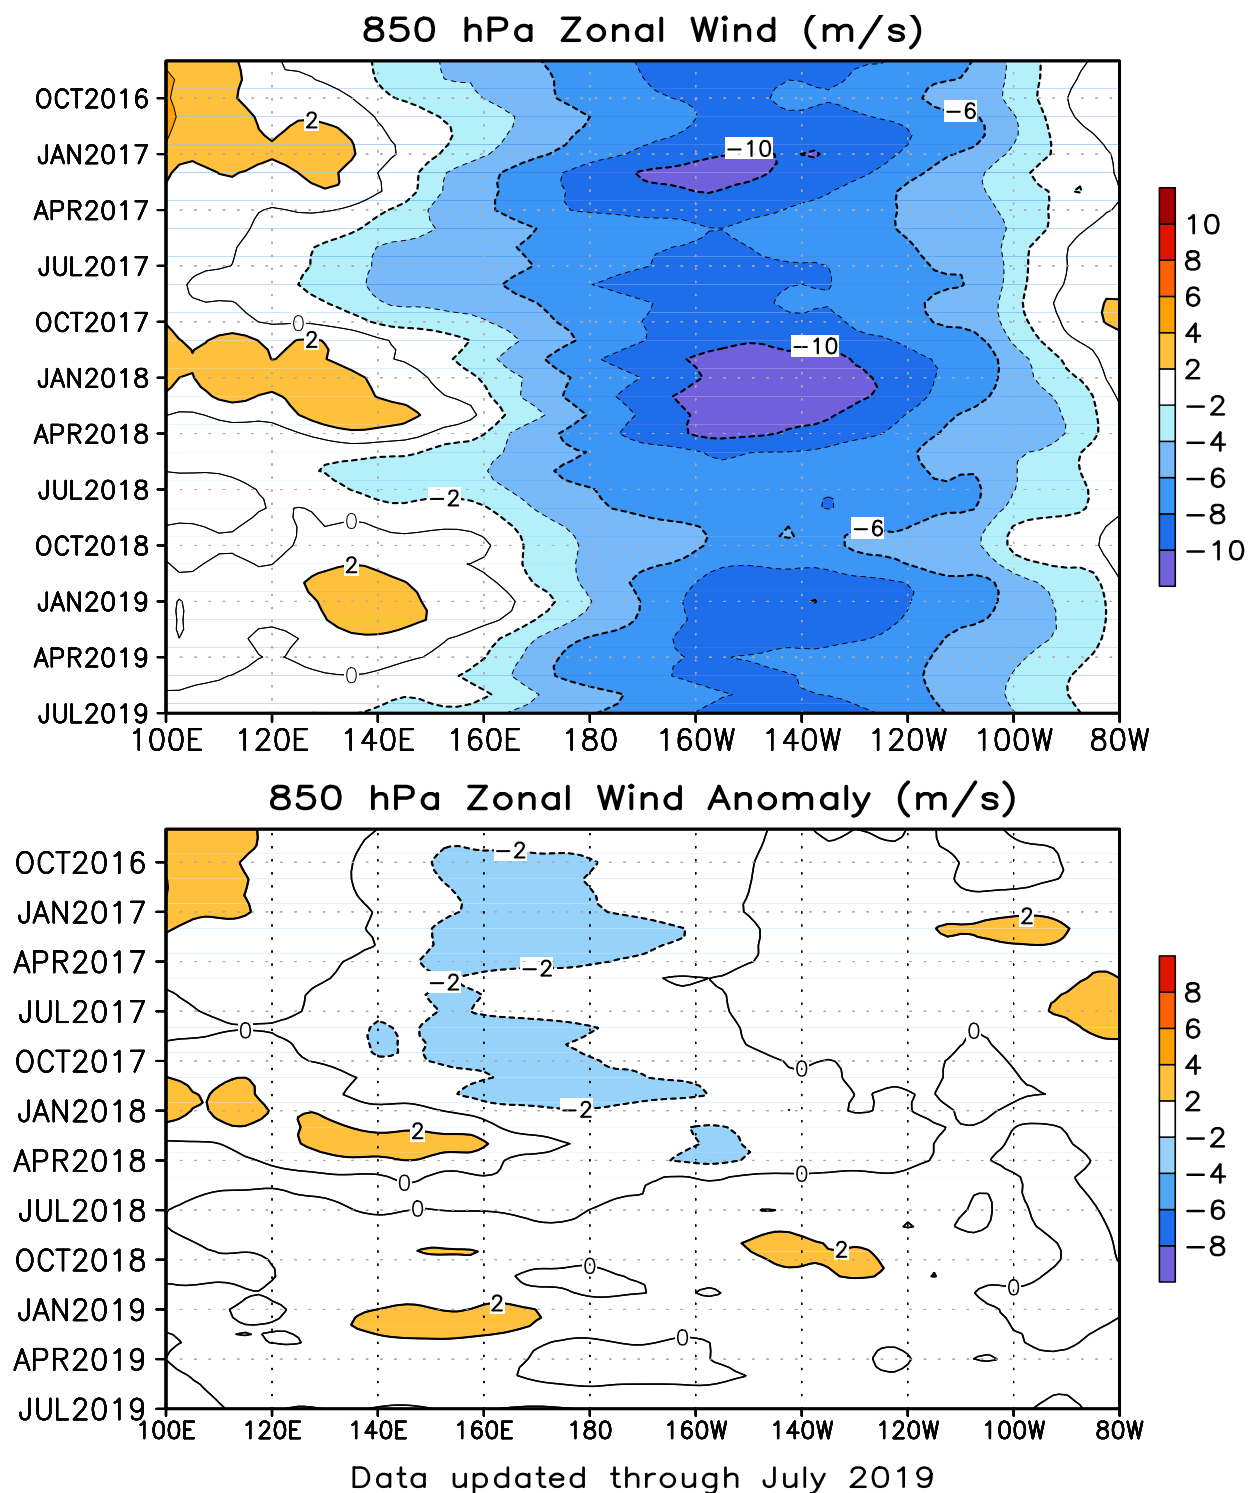 850 hPa Zonal Wind (m/s)
OCT2016
JAN2017
APR2017
JUL2017
OCT2017
JAN2018
APR2018
JUL2018
OCT2018
JAN2019
APR2019
JUL2019
2
-6
-10
0
2
-10
-2
0
-6
2
0
100E 120E 140E 160E 180 160W 140W 120W 100W 80W
10
8
6
4
2
-2
-4
-6
-8
-10
850 hPa Zonal Wind Anomaly (m/s)
OCT2016
JAN2017
APR2017
JUL2017
OCT2017
JAN2018
APR2018
JUL2018
OCT2018
JAN2019
APR2019
JUL2019
-2
2
-2
-2
0
0
0
-2
2
0
0
0
2
0
0
2
0
100E 120E 140E 160E 180 160W 140W 120W 100W 80W
8
6
4
2
-2
-4
-6
-8
Data updated through July 2019